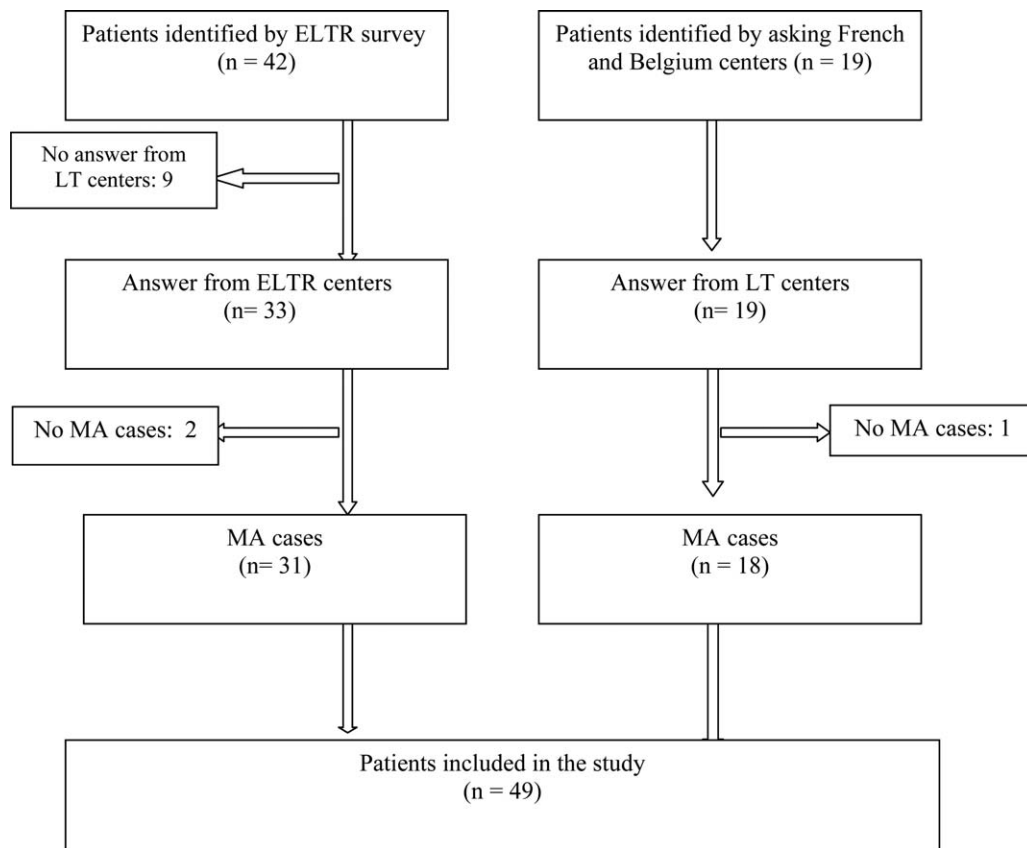 Patients identified by ELTR survey
(n = 42)
Patients identified by asking French
and Belgium centers (n = 19)
No answer from
LT centers: 9
Answer from ELTR centers
(n= 33)
Answer from LT centers
(n= 19)
No MA cases: 2
No MA cases: 1
MA cases
(n= 31)
MA cases
(n = 18)
Patients included in the study
(n = 49)